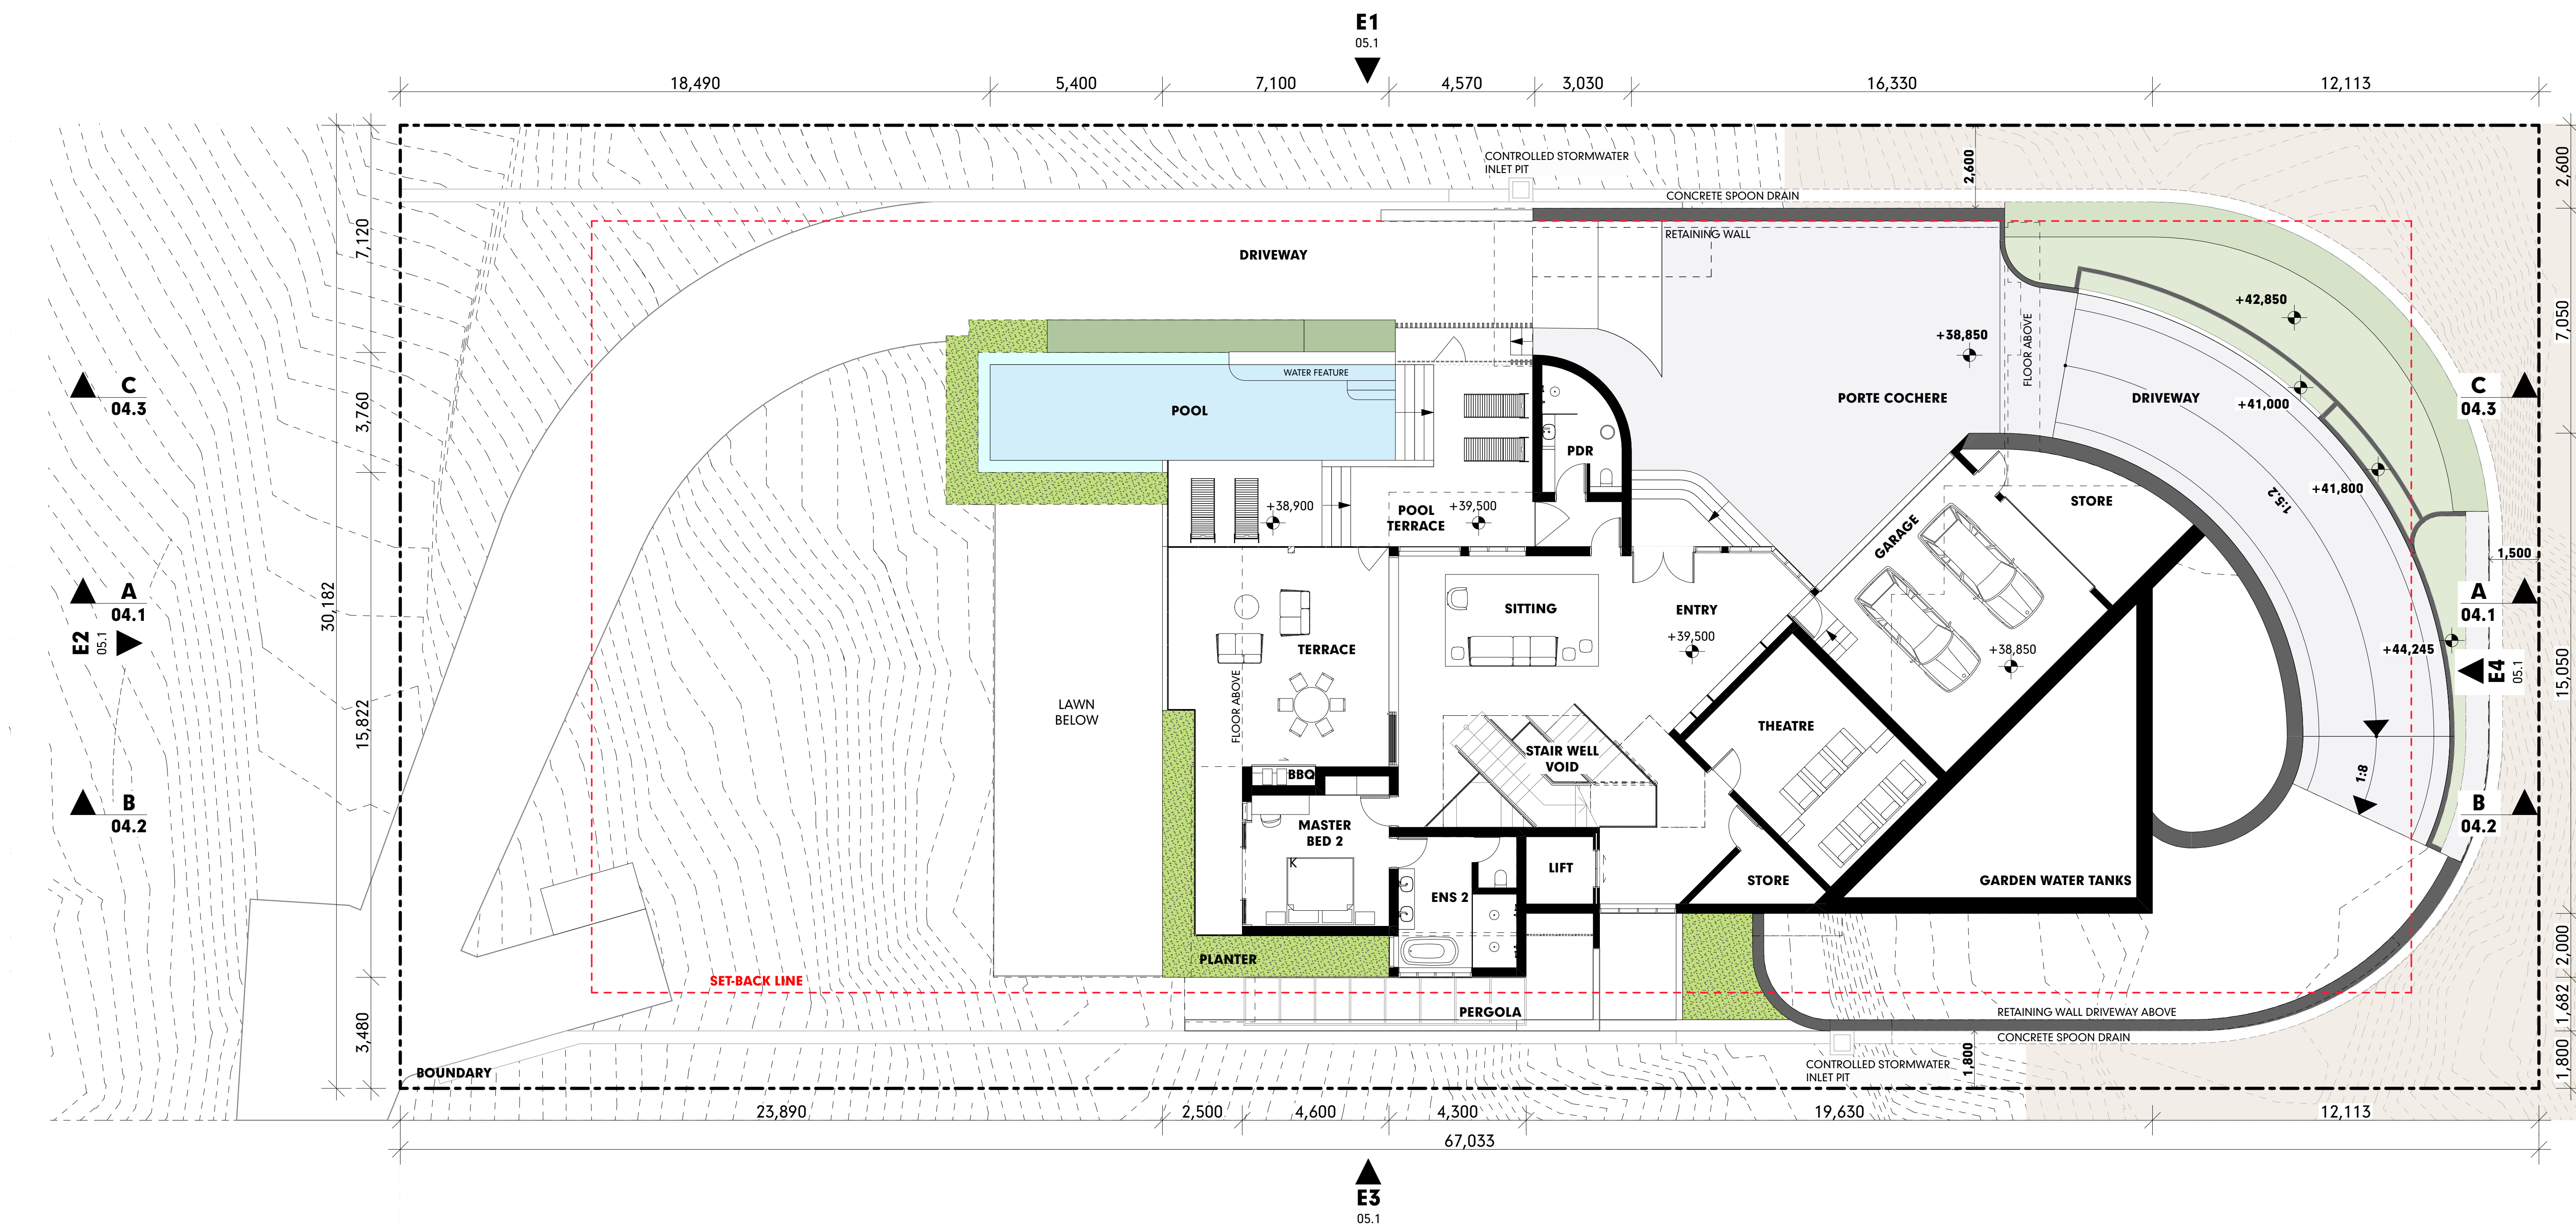 E1
05.1
18,490
5,400
7,100
4,570
3,030
16,330
12,113
CONTROLLED STORMWATER
INLET PIT
2,600
2,600
CONCRETE SPOON DRAIN
RETAINING WALL
7,120
DRIVEWAY
+42,850
7,050
+38,850
FLOOR ABOVE
WATER FEATURE
C
04.3
C
04.3
3,760
POOL
PORTE COCHERE
DRIVEWAY
+41,000
PDR
+41,800
1:5.2
STORE
+38,900
POOL
TERRACE
+39,500
GARAGE
1,500
A
04.1
A
04.1
30,182
SITTING
ENTRY
+39,500
E2
05.1
TERRACE
+38,850
+44,245
E4
05.1
15,050
FLOOR ABOVE
LAWN
BELOW
15,822
THEATRE
STAIR WELL
VOID
BBQ
1:8
B
04.2
B
04.2
MASTER
BED 2
K
LIFT
ENS 2
STORE
GARDEN WATER TANKS
PLANTER
2,000
SET-BACK LINE
PERGOLA
RETAINING WALL DRIVEWAY ABOVE
1,682
3,480
CONCRETE SPOON DRAIN
BOUNDARY
CONTROLLED STORMWATER
INLET PIT
1,800
1,800
23,890
2,500
4,600
4,300
19,630
12,113
67,033
E3
05.1